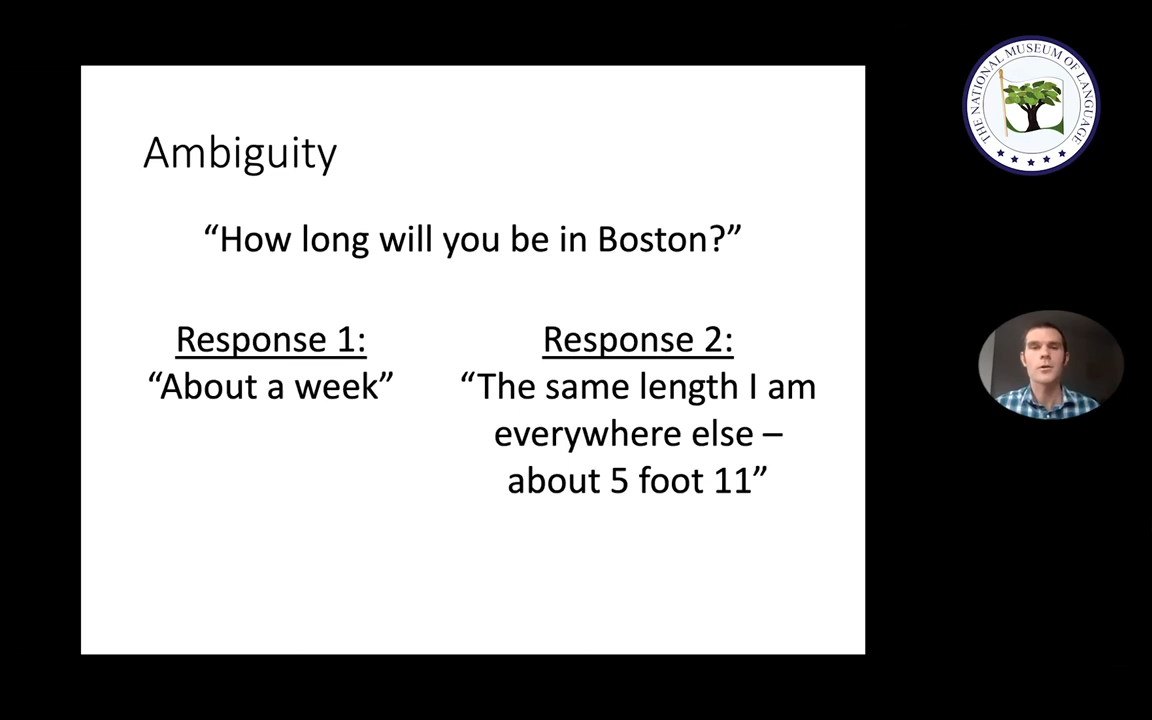 Ambiguity
“How long will you be in Boston?”
Response 1:
“About a week”
Response 2:
“The same length I am
everywhere else –
about 5 foot 11”
THE NATIONAL MUSEUM OF LANGUAGE